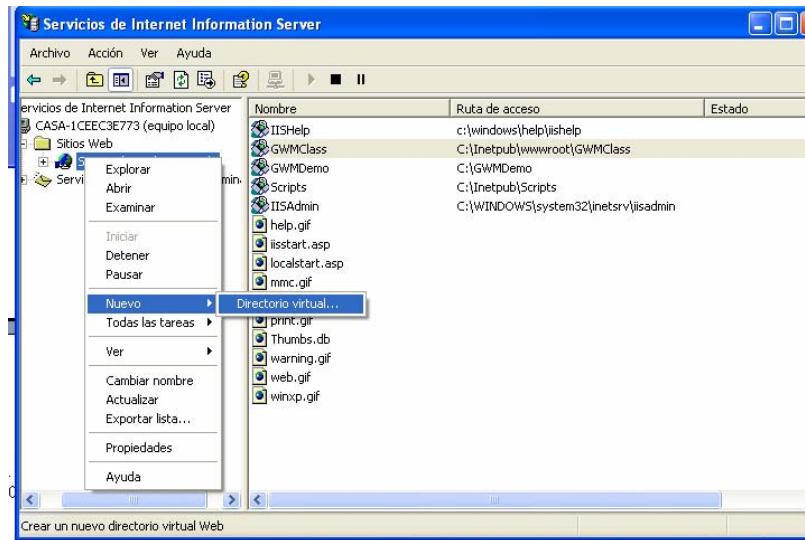 Servicios de Internet Information Server
Archivo Acción Ver Ayuda
ervicios de Internet Information Server
CASA-1CEEC3E773 (equipo local)
Sitios Web
Servi
min.
Explorar
Abrir
Examinar
Iniciar
Detener
Pausar
Nuevo
Directorio virtual...
Todas las tareas
Ver
Cambiar nombre
Actualizar
Exportar lista...
Propiedades
Ayuda
Nombre Ruta de acceso Estado
IISHelp c:\windows\help\iishelp
GWMClass C:\Inetpub\wwwroot\GWMClass
GWMDemo C:\GWMDemo
Scripts C:\Inetpub\Scripts
IISAdmin C:\WINDOWS\system32\inetsrv\iisadmin
help.gif
iisstart.asp
localstart.asp
mmc.gif
print.gif
Thumbs.db
warning.gif
web.gif
winxp.gif
Crear un nuevo directorio virtual Web